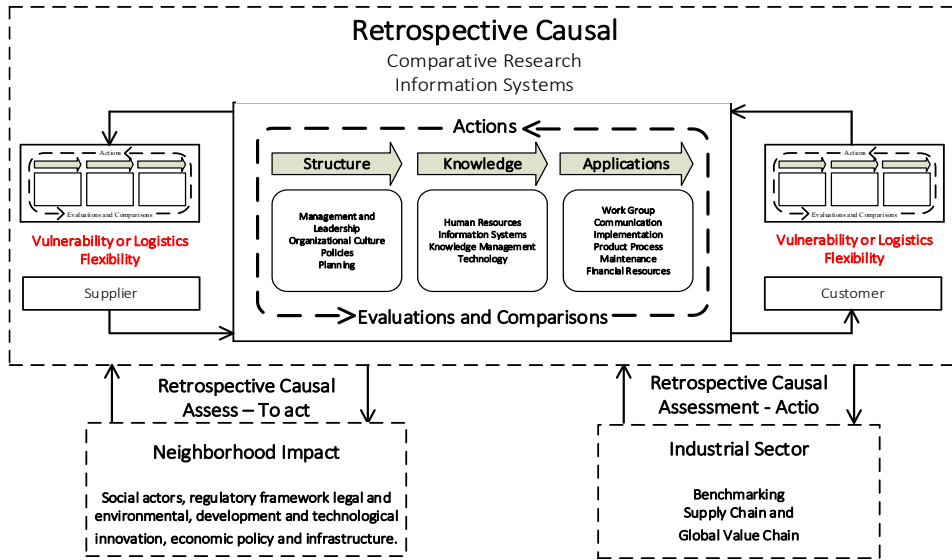 Retrospective Causal
Comparative Research
Information Systems
Actions
Structure
Knowledge
Applications
Management and
Leadership
Organizational Culture
Policies
Planning
Human Resources
Information Systems
Knowledge Management
Technology
Work Group
Communication
Implementation
Product Process
Maintenance
Financial Resources
Evaluations and Comparisons
Actions
Evaluations and Comparisons
Vulnerability or Logistics
Flexibility
Supplier
Actions
Evaluations and Comparisons
Vulnerability or Logistics
Flexibility
Customer
Retrospective Causal
Assess – To act
Retrospective Causal
Assessment - Actio
Neighborhood Impact
Social actors, regulatory framework legal and
environmental, development and technological
innovation, economic policy and infrastructure.
Industrial Sector
Benchmarking
Supply Chain and
Global Value Chain